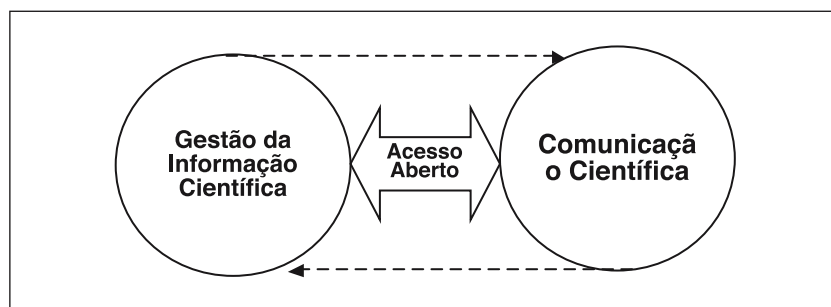 Gestão da
Informação
Científica
Acesso
Aberto
Comunicaçã
o Científica